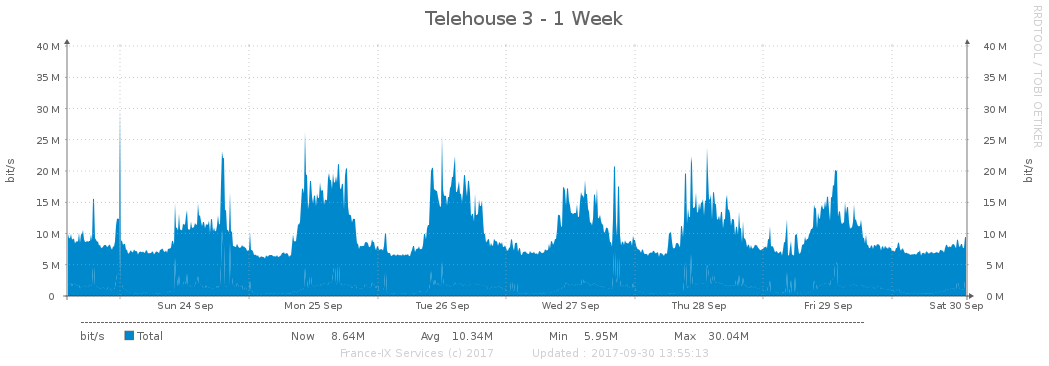 Telehouse 3 - 1 Week
RRDTOOL / TOBI OETIKER
40 M 40 M
35 M 35 M
30 M 30 M
25 M 25 M
20 M 20 M
15 M 15 M
10 M 10 M
5 M 5 M
0 0 M
bit/s bit/s
Sun 24 Sep Mon 25 Sep Tue 26 Sep Wed 27 Sep Thu 28 Sep Fri 29 Sep Sat 30 Sep
bit/s Total Now 8.64M Avg 10.34M Min 5.95M Max 30.04M
France-IX Services (c) 2017 Updated : 2017-09-30 13:55:13